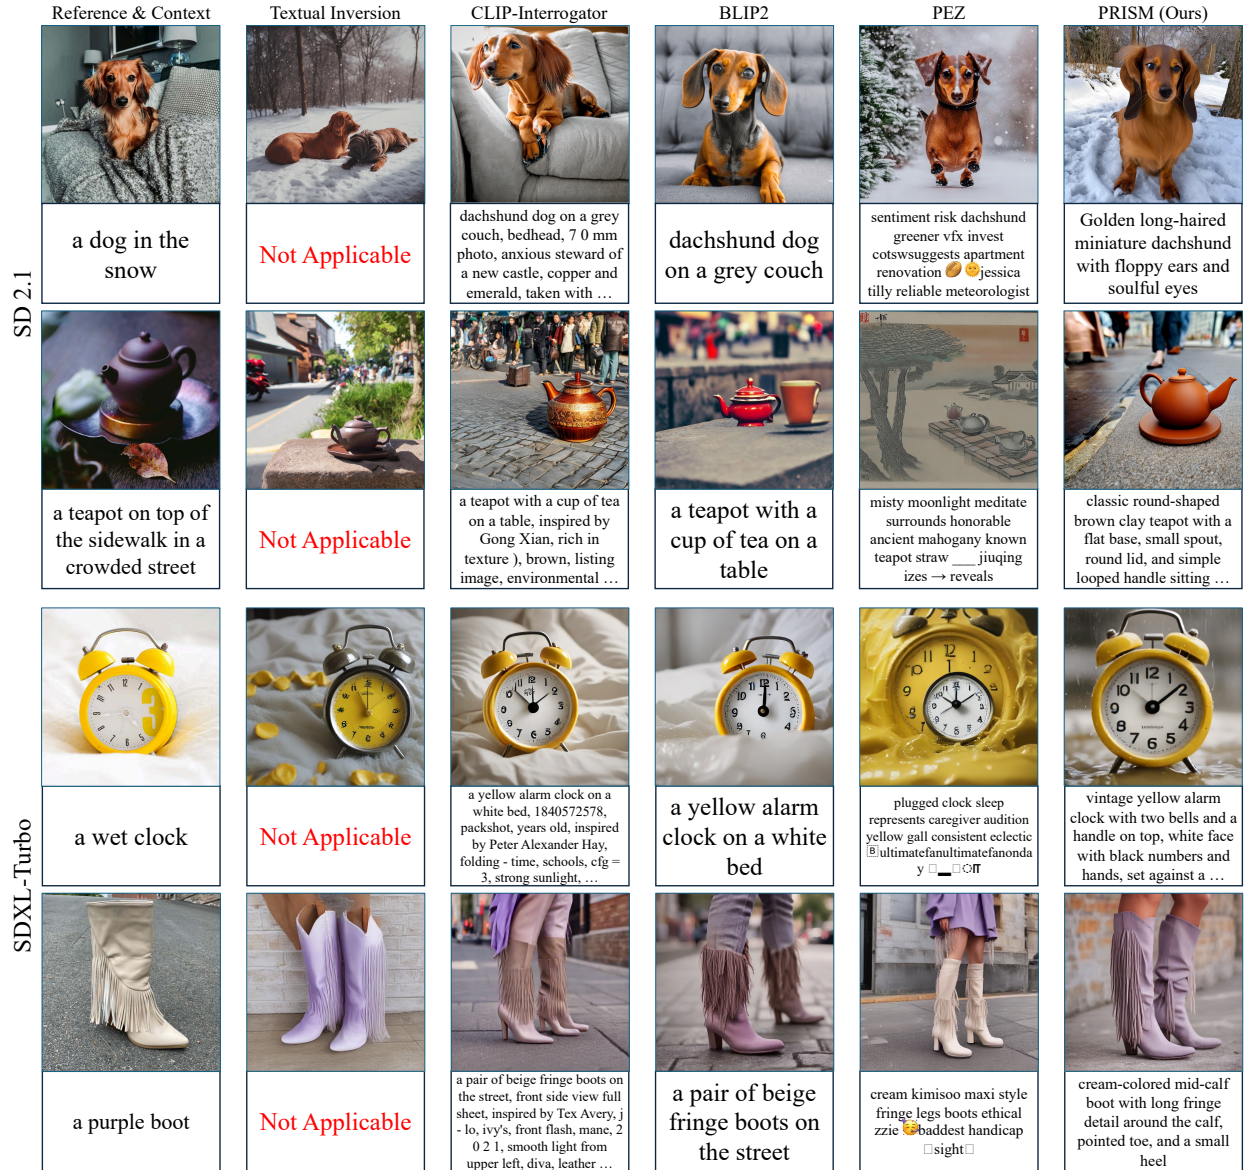 Reference & Context
Textual Inversion
CLIP-Interrogator
BLIP2
PEZ
PRISM (Ours)
SD 2.1
a dog in the
snow
Not Applicable
dachshund dog on a grey
couch, bedhead, 7 0 mm
photo, anxious steward of
a new castle, copper and
emerald, taken with …
dachshund dog
on a grey couch
sentiment risk dachshund
greener vfx invest
cotswsuggests apartment
renovation 🏉 🌝jessica
tilly reliable meteorologist
Golden long-haired
miniature dachshund
with floppy ears and
soulful eyes
a teapot on top of
the sidewalk in a
crowded street
Not Applicable
a teapot with a cup of tea
on a table, inspired by
Gong Xian, rich in
texture ), brown, listing
image, environmental …
a teapot with a
cup of tea on a
table
misty moonlight meditate
surrounds honorable
ancient mahogany known
teapot straw ___ jiuqing
izes → reveals
classic round-shaped
brown clay teapot with a
flat base, small spout,
round lid, and simple
looped handle sitting …
SDXL-Turbo
a wet clock
Not Applicable
a yellow alarm clock on a
white bed, 1840572578,
packshot, years old, inspired
by Peter Alexander Hay,
folding - time, schools, cfg =
3, strong sunlight, …
a yellow alarm
clock on a white
bed
plugged clock sleep
represents caregiver audition
yellow gall consistent eclectic
🄱ultimatefanultimatefanonda
y
vintage yellow alarm
clock with two bells and a
handle on top, white face
with black numbers and
hands, set against a …
a purple boot
Not Applicable
a pair of beige fringe boots on
the street, front side view full
sheet, inspired by Tex Avery, j
- lo, ivy's, front flash, mane, 2
0 2 1, smooth light from
upper left, diva, leather …
a pair of beige
fringe boots on
the street
cream kimisoo maxi style
fringe legs boots ethical
zzie 🥳baddest handicap
□sight□
cream-colored mid-calf
boot with long fringe
detail around the calf,
pointed toe, and a small
heel